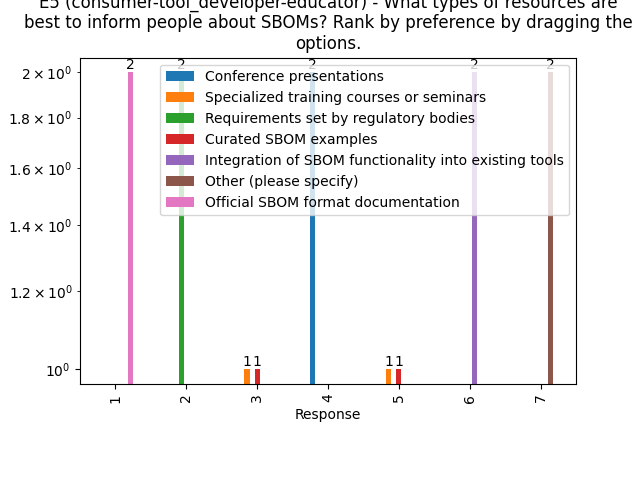 E5 (consumer-tool_developer-educator) - What types of resources are
best to inform people about SBOMs? Rank by preference by dragging the
options.
2 2 2 2 2
2 × 10⁰
Conference presentations
Specialized training courses or seminars
Requirements set by regulatory bodies
Curated SBOM examples
Integration of SBOM functionality into existing tools
Other (please specify)
Official SBOM format documentation
1.8 × 10⁰
1.6 × 10⁰
1.4 × 10⁰
1.2 × 10⁰
1 1 1 1
10⁰
1 2 3 4 5 6 7
Response